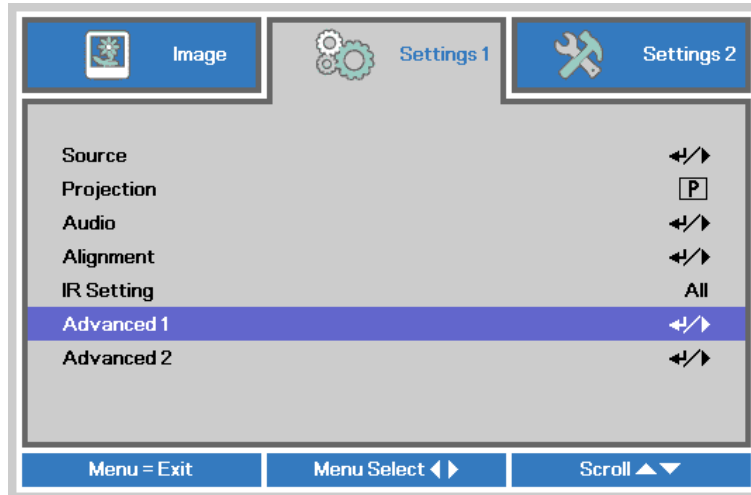 Image Settings 1 Settings 2
Source
Projection P
Audio
Alignment
IR Setting All
Advanced 1
Advanced 2
Menu = Exit Menu Select Scroll